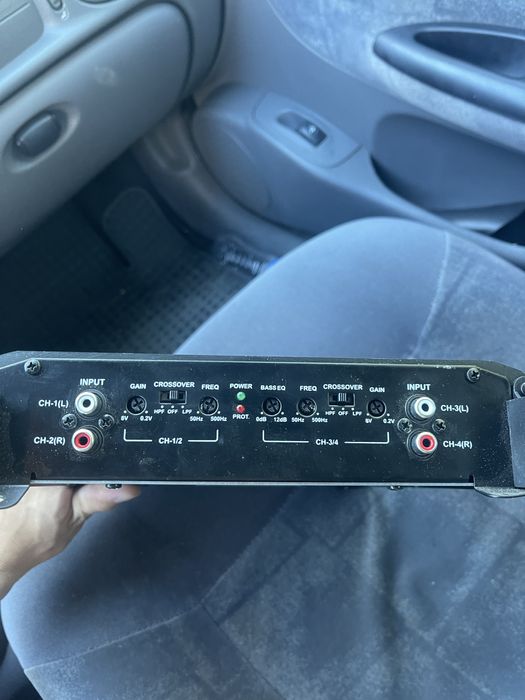 INPUT
CH-1(L)
CH-2(R)
GAIN
8V 0.2V
CROSSOVER
HPF OFF LPF
FREQ
50Hz 500Hz
CH-1/2
POWER
PROT.
BASS EQ
0dB 12dB
FREQ
50Hz 500Hz
CROSSOVER
HPF OFF LPF
GAIN
8V 0.2V
CH-3/4
INPUT
CH-3(L)
CH-4(R)